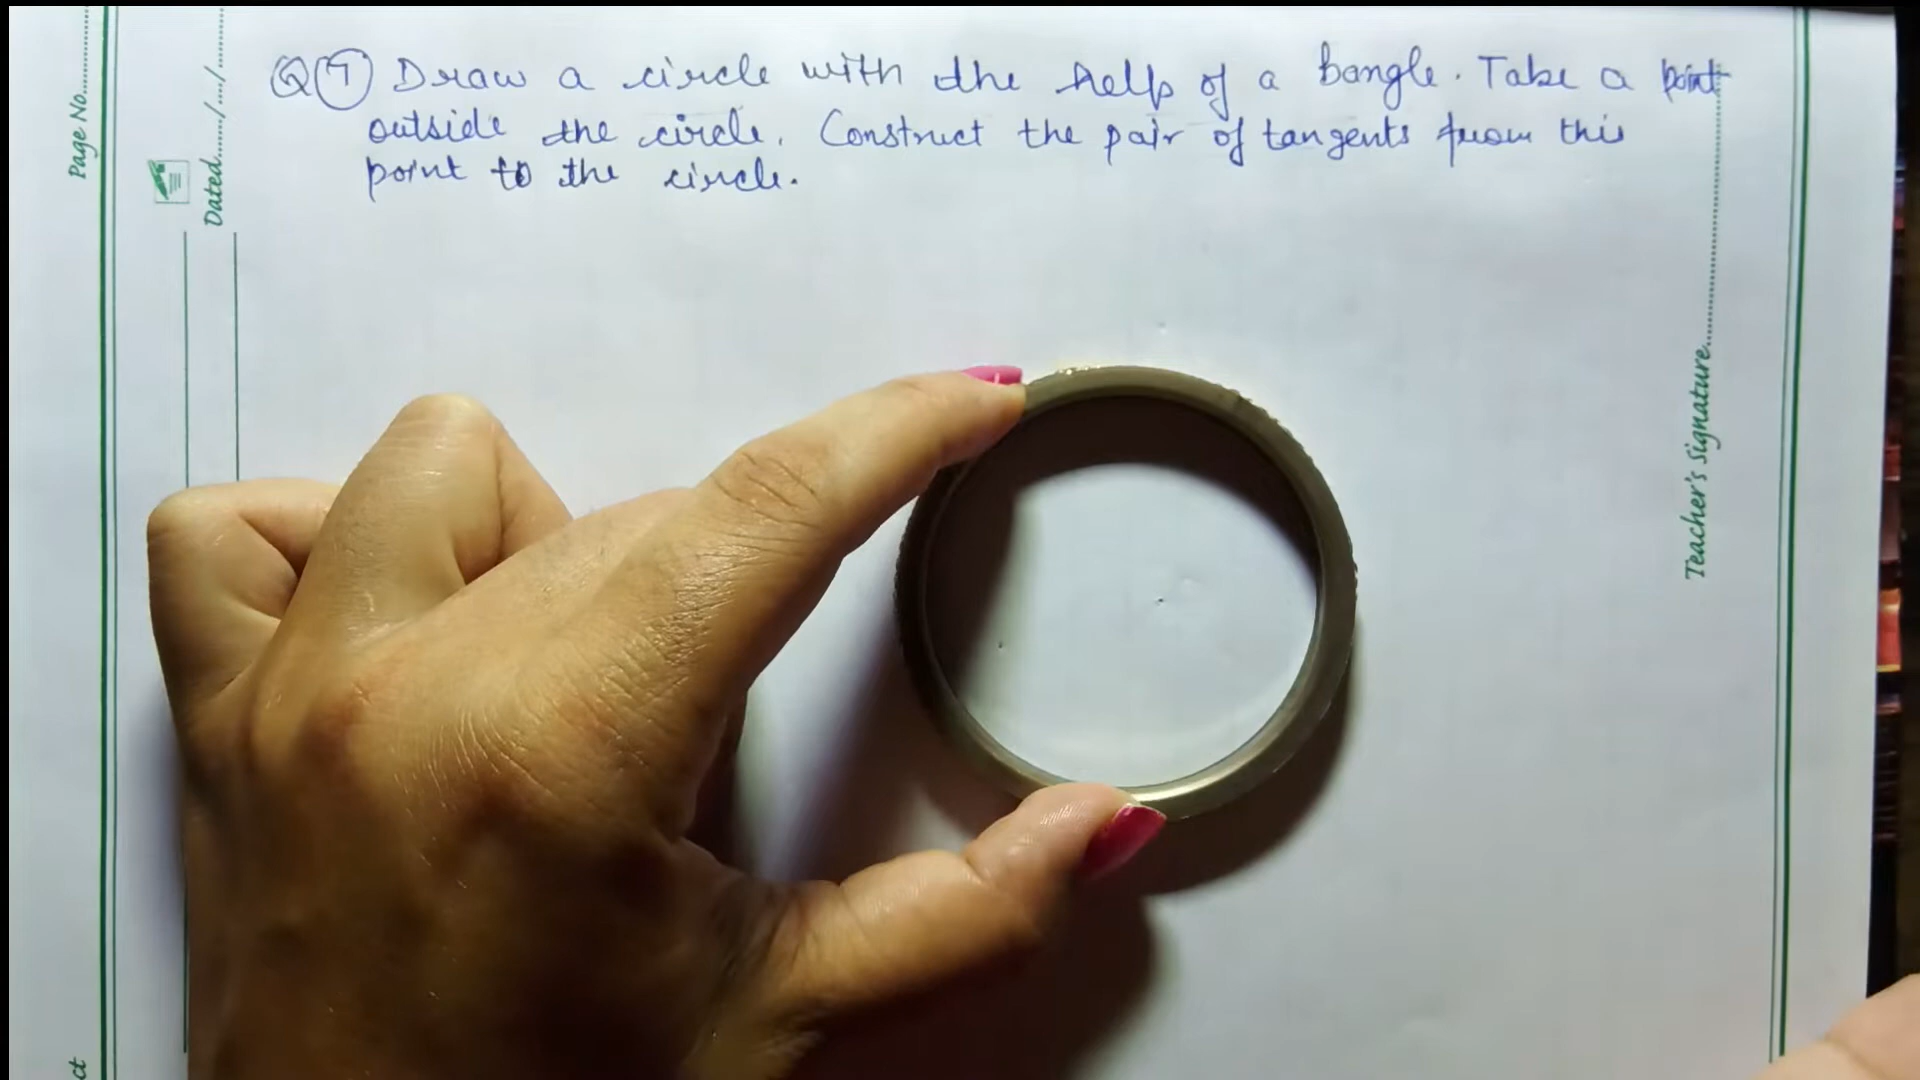 Q(7) Draw a circle with the help of a bangle. Take a point
outside the circle. Construct the pair of tangents from this
point to the circle.
Page No.
Dated....../....../......
Teacher's Signature
ct